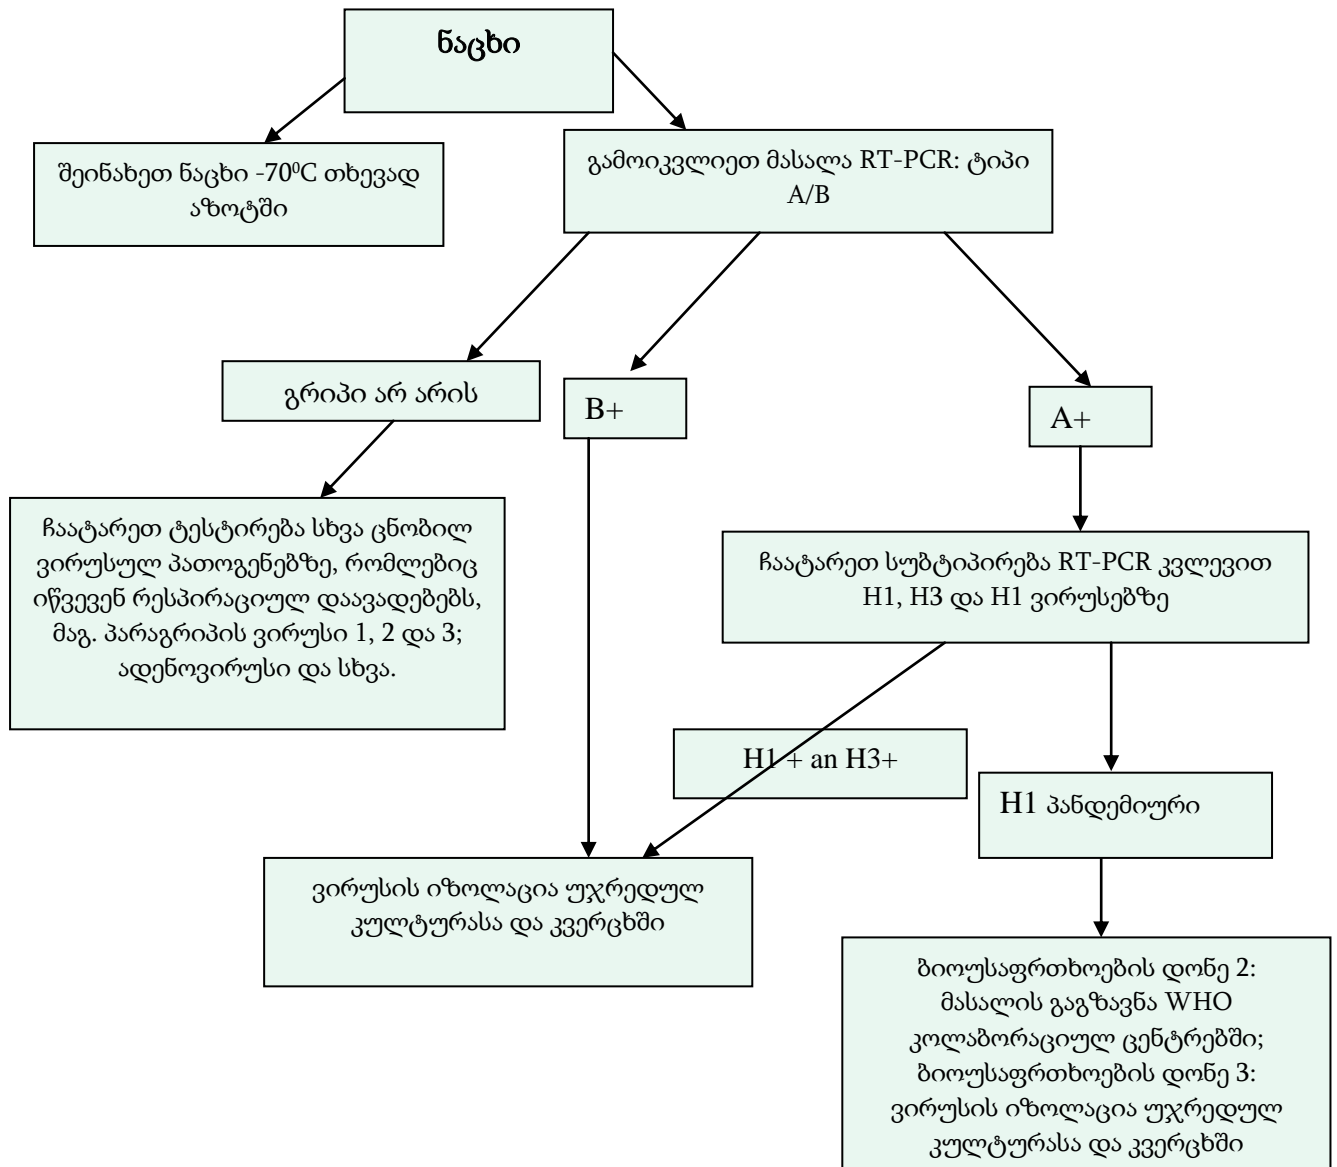 ნაცხი
შეინახეთ ნაცხი -70⁰C თხევად
აზოტში
გამოიკვლიეთ მასალა RT-PCR: ტიპი
A/B
გრიპი არ არის
B+
A+
ჩაატარეთ ტესტირება სხვა ცნობილ
ვირუსულ პათოგენებზე, რომლებიც
იწვევენ რესპირაციულ დაავადებებს,
მაგ. პარაგრიპის ვირუსი 1, 2 და 3;
ადენოვირუსი და სხვა.
ჩაატარეთ სუბტიპირება RT-PCR კვლევით
H1, H3 და H1 ვირუსებზე
H1 + an H3+
H1 პანდემიური
ვირუსის იზოლაცია უჯრედულ
კულტურასა და კვერცხში
ბიოუსაფრთხოების დონე 2:
მასალის გაგზავნა WHO
კოლაბორაციულ ცენტრებში;
ბიოუსაფრთხოების დონე 3:
ვირუსის იზოლაცია უჯრედულ
კულტურასა და კვერცხში